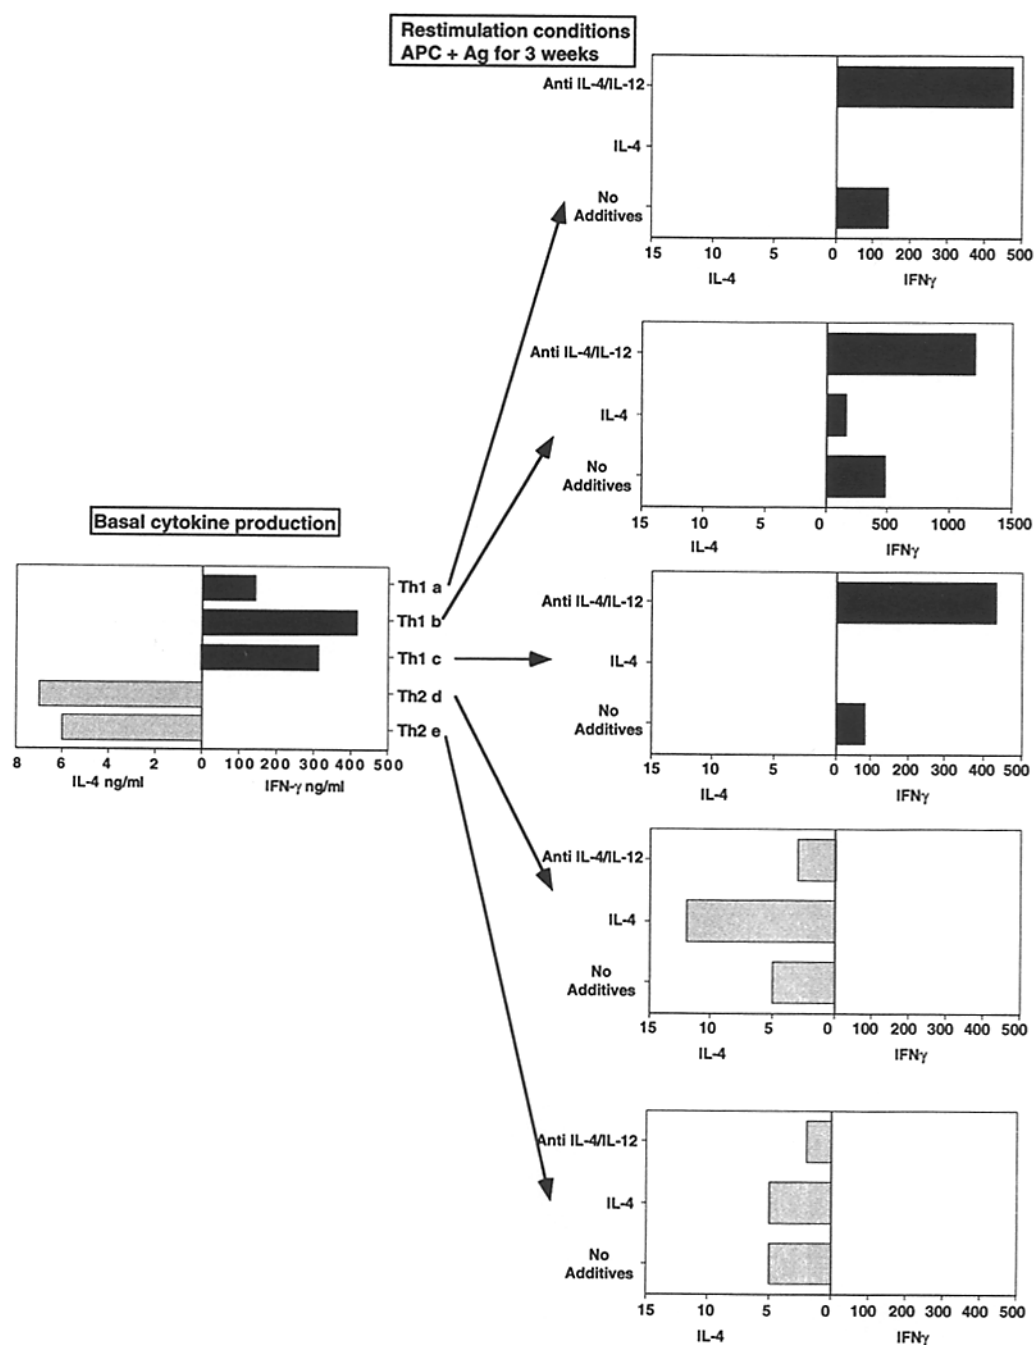 Restimulation conditions
APC + Ag for 3 weeks
Anti IL-4/IL-12
IL-4
No
Additives
15 10 5 0 100 200 300 400 500
IL-4 IFNγ
Anti IL-4/IL-12
IL-4
No
Additives
15 10 5 0 500 1000 1500
IL-4 IFNγ
Basal cytokine production
Th1 a
Th1 b
Th1 c
Th2 d
Th2 e
8 6 4 2 0 100 200 300 400 500
IL-4 ng/ml IFN-γ ng/ml
Anti IL-4/IL-12
IL-4
No
Additives
15 10 5 0 100 200 300 400 500
IL-4 IFNγ
Anti IL-4/IL-12
IL-4
No
Additives
15 10 5 0 100 200 300 400 500
IL-4 IFNγ
Anti IL-4/IL-12
IL-4
No
Additives
15 10 5 0 100 200 300 400 500
IL-4 IFNγ